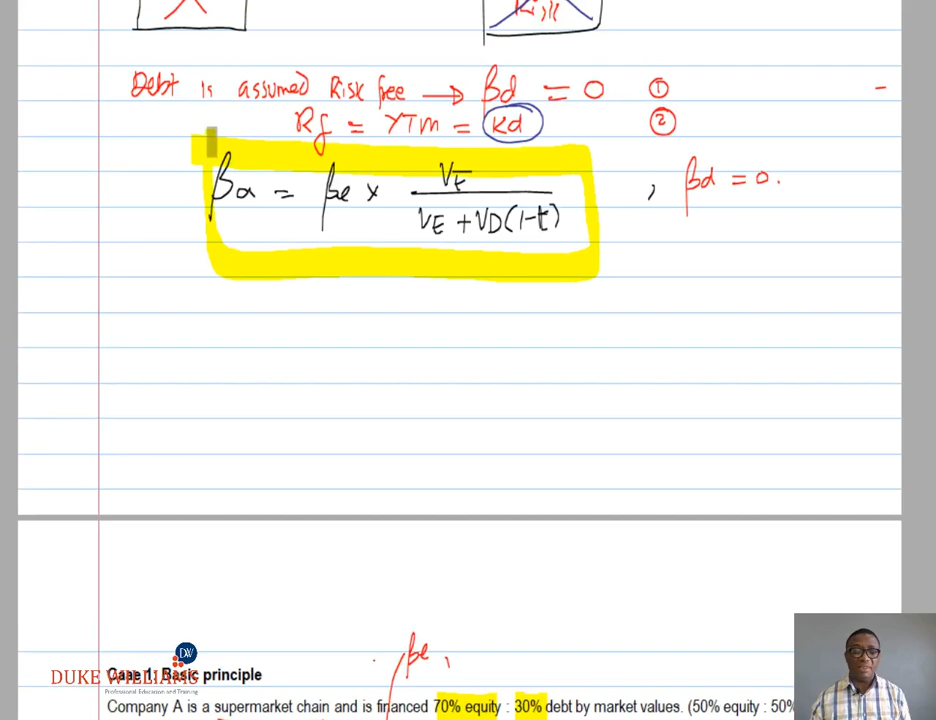 Debt is assumed Risk free → βd = 0 ①
Rf = YTM = Kd ②
βa = βe × VE / VE + VD(1-t) , βd = 0.
βe,
DW
DUKE WILLIAMS
Professional Education and Training
Case 1: Basic principle
Company A is a supermarket chain and is financed 70% equity : 30% debt by market values. (50% equity : 50%